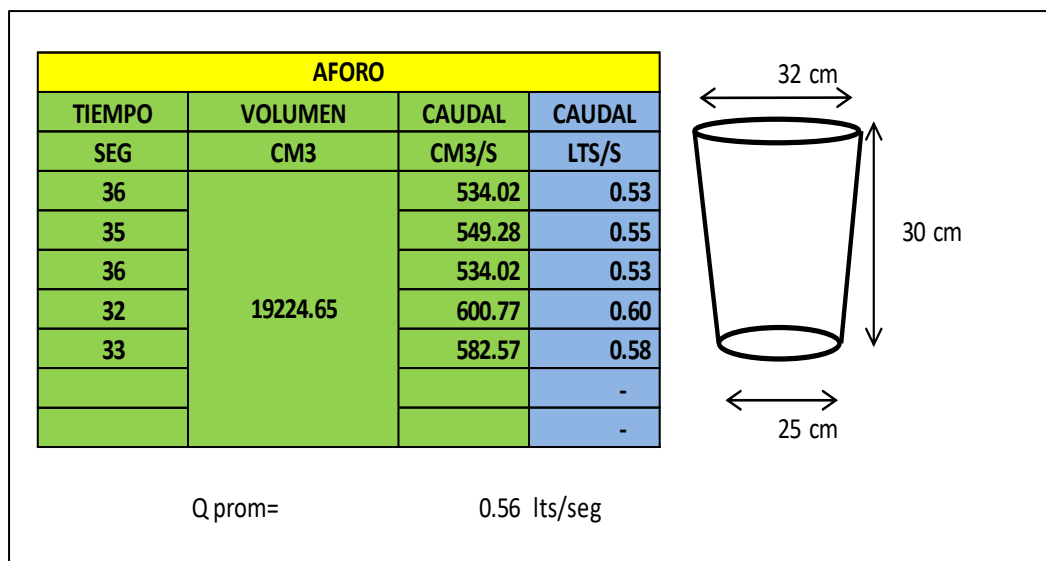 AFORO
TIEMPO VOLUMEN CAUDAL CAUDAL
SEG CM3 CM3/S LTS/S
36 534.02 0.53
35 549.28 0.55
36 534.02 0.53
32 19224.65 600.77 0.60
33 582.57 0.58
-
-
Q prom= 0.56 lts/seg
32 cm
30 cm
25 cm